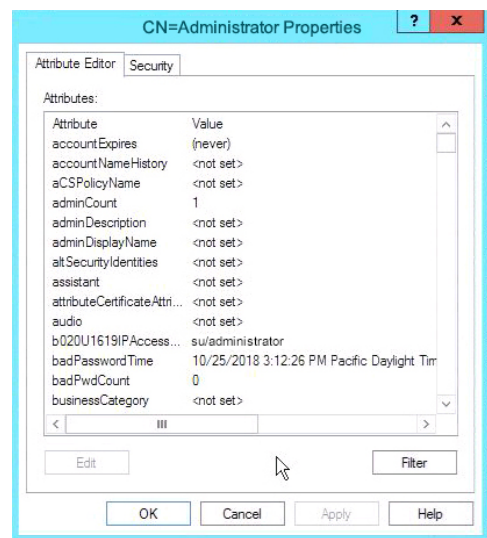 CN=Administrator Properties
? x
Attribute Editor Security
Attributes:
Attribute Value
accountExpires (never)
accountNameHistory <not set>
aCSPolicyName <not set>
adminCount 1
adminDescription <not set>
adminDisplayName <not set>
altSecurityIdentities <not set>
assistant <not set>
attributeCertificateAttri... <not set>
audio <not set>
b020U1619IPAccess... su/administrator
badPasswordTime 10/25/2018 3:12:26 PM Pacific Daylight Tim
badPwdCount 0
businessCategory <not set>
Edit Filter
OK Cancel Apply Help